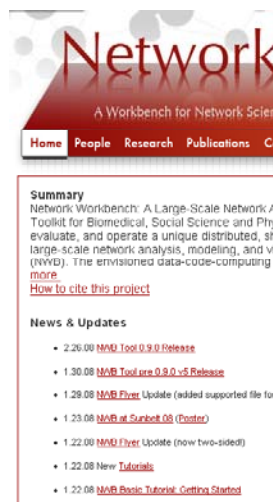 Network
A Workbench for Network Scien
Home People Research Publications C
Summary
Network Workbench: A Large-Scale Network A
Toolkit for Biomedical, Social Science and Phy
evaluate, and operate a unique distributed, sh
large-scale network analysis, modeling, and v
(NWB). The envisioned data-code-computing
more
How to cite this project
News & Updates
• 2.26.08 NWB Tool 0.9.0 Release
• 1.30.08 NWB Tool pre 0.9.0 v5 Release
• 1.29.08 NWB Flyer Update (added supported file fo
• 1.23.08 NWB at Sunbelt 08 (Poster)
• 1.22.08 NWB Flyer Update (now two-sided!)
• 1.22.08 New Tutorials
• 1.22.08 NWB Basic Tutorial: Getting Started